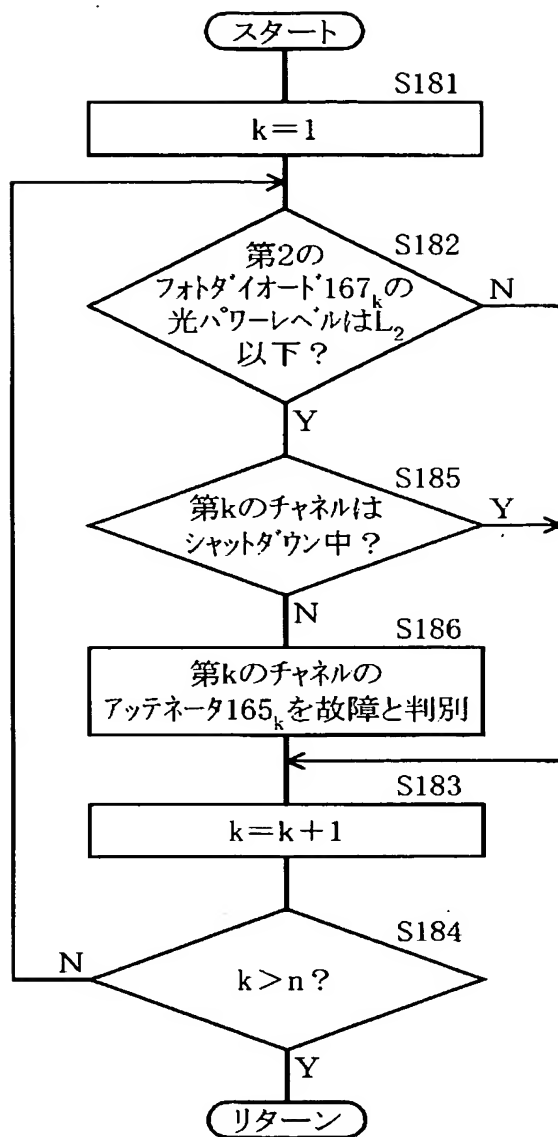 スタート
S181
k=1
S182
第2の
フォトダイオード167k の
光パワーレベルはL2
以下?
N
Y
S185
第kのチャネルは
シャットダウン中?
Y
N
S186
第kのチャネルの
アッテネータ165k を故障と判別
S183
k=k+1
S184
N
k>n?
Y
リターン